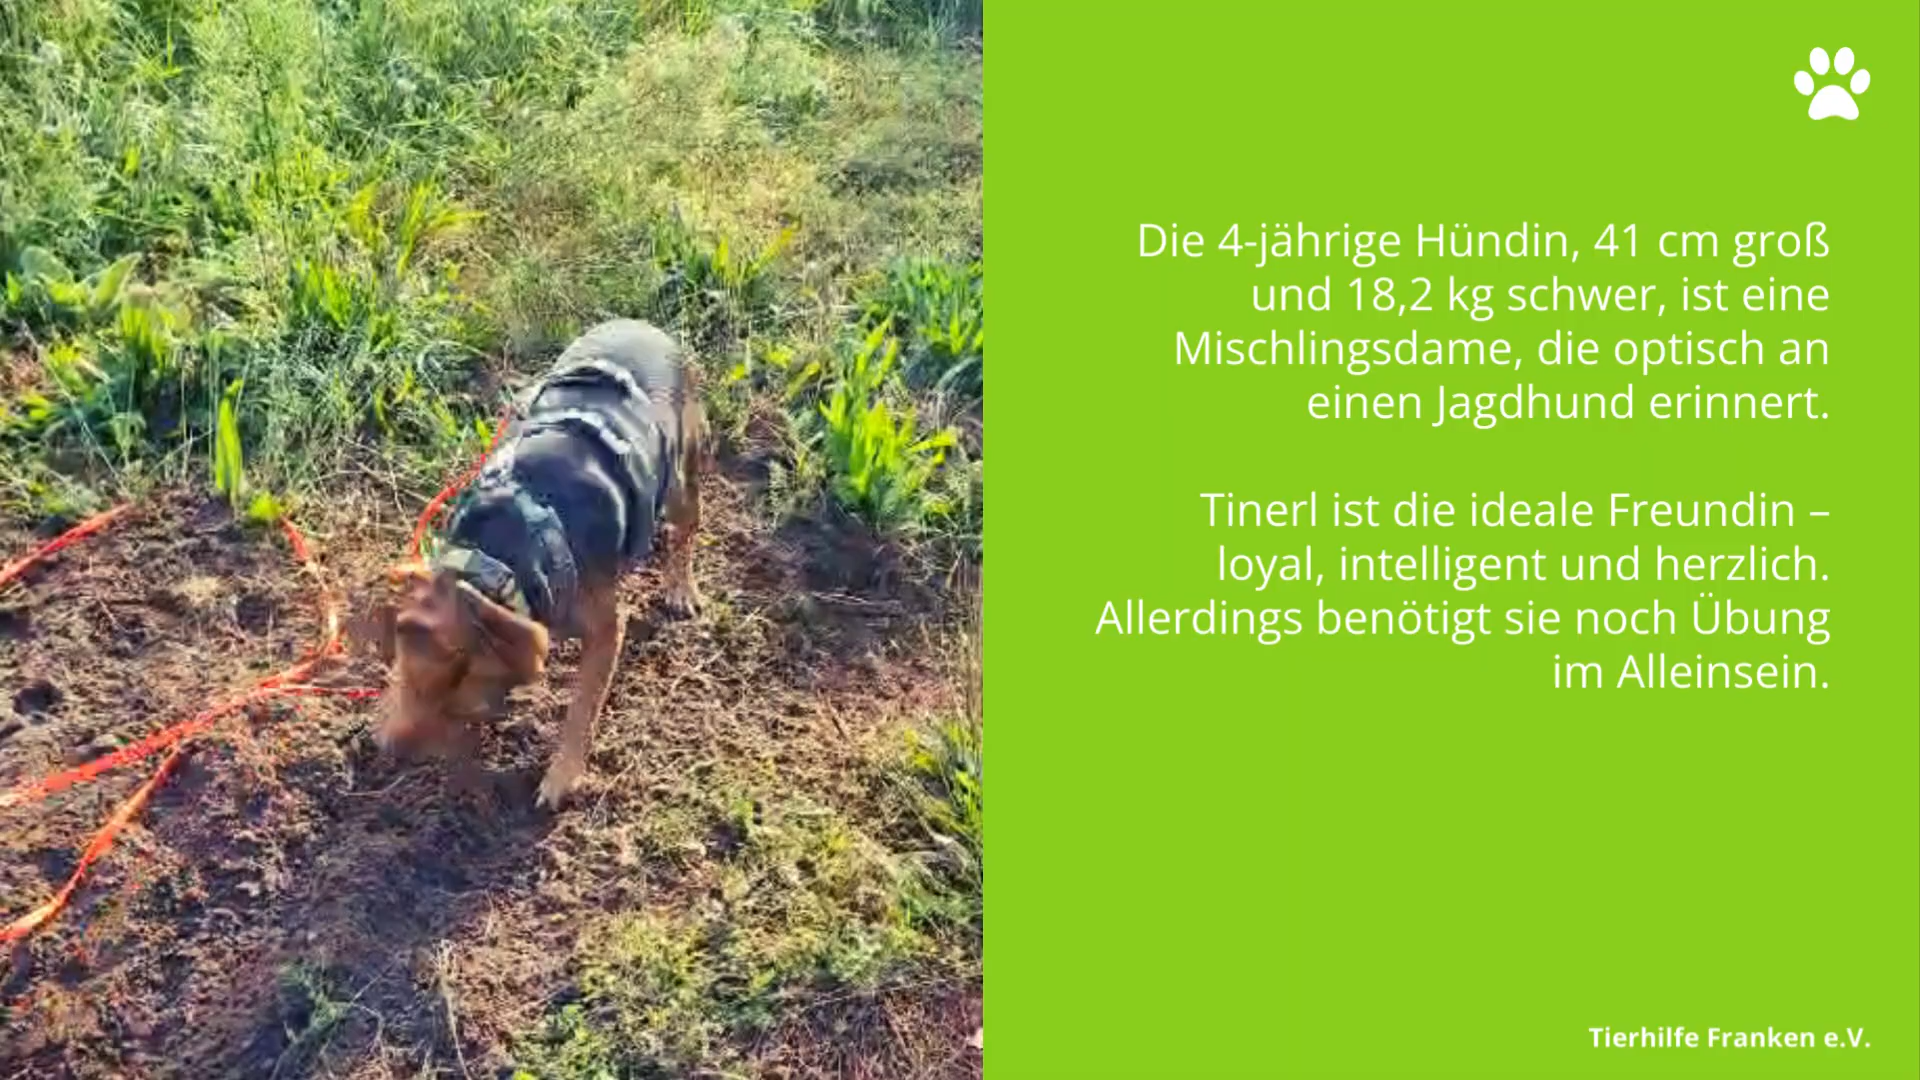 Die 4-jährige Hündin, 41 cm groß
und 18,2 kg schwer, ist eine
Mischlingsdame, die optisch an
einen Jagdhund erinnert.
Tinerl ist die ideale Freundin –
loyal, intelligent und herzlich.
Allerdings benötigt sie noch Übung
im Alleinsein.
Tierhilfe Franken e.V.